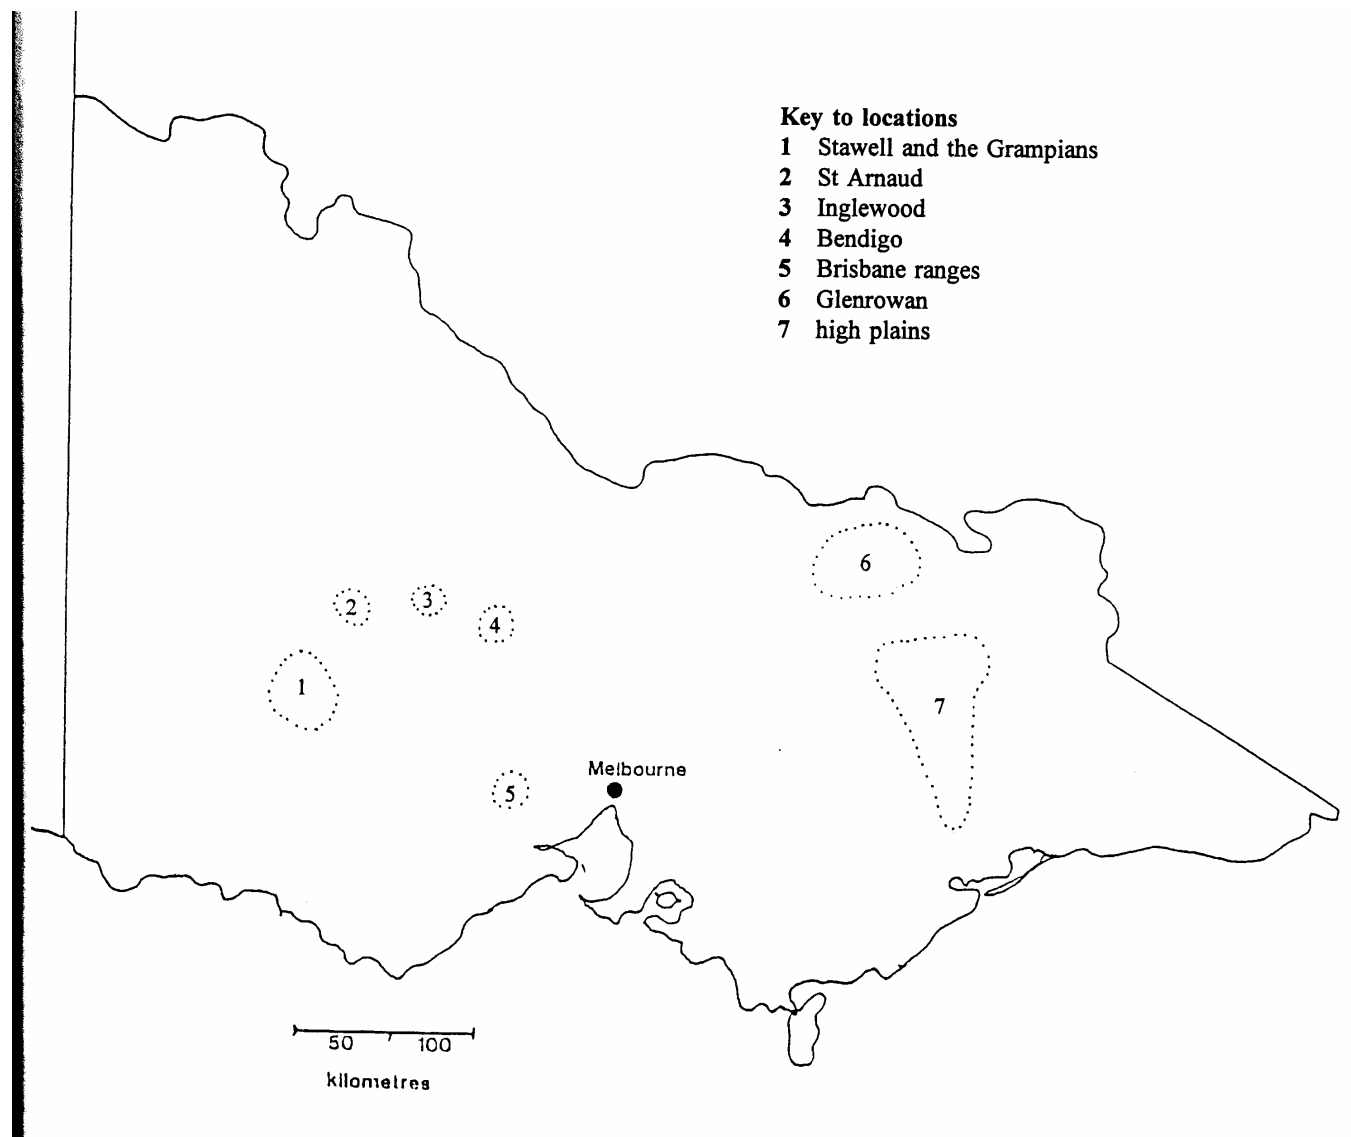 Key to locations
1 Stawell and the Grampians
2 St Arnaud
3 Inglewood
4 Bendigo
5 Brisbane ranges
6 Glenrowan
7 high plains
6
2
3
4
1
7
Melbourne
5
50 100
kilometres